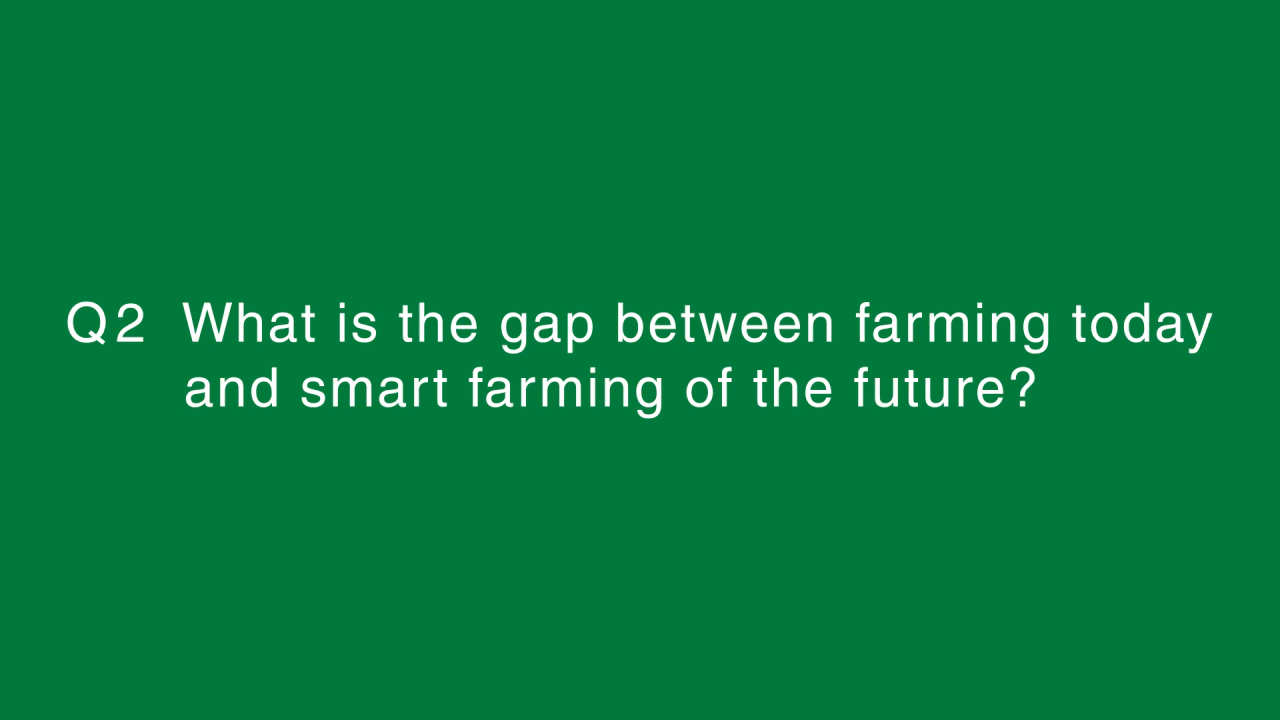 Q2 What is the gap between farming today
and smart farming of the future?